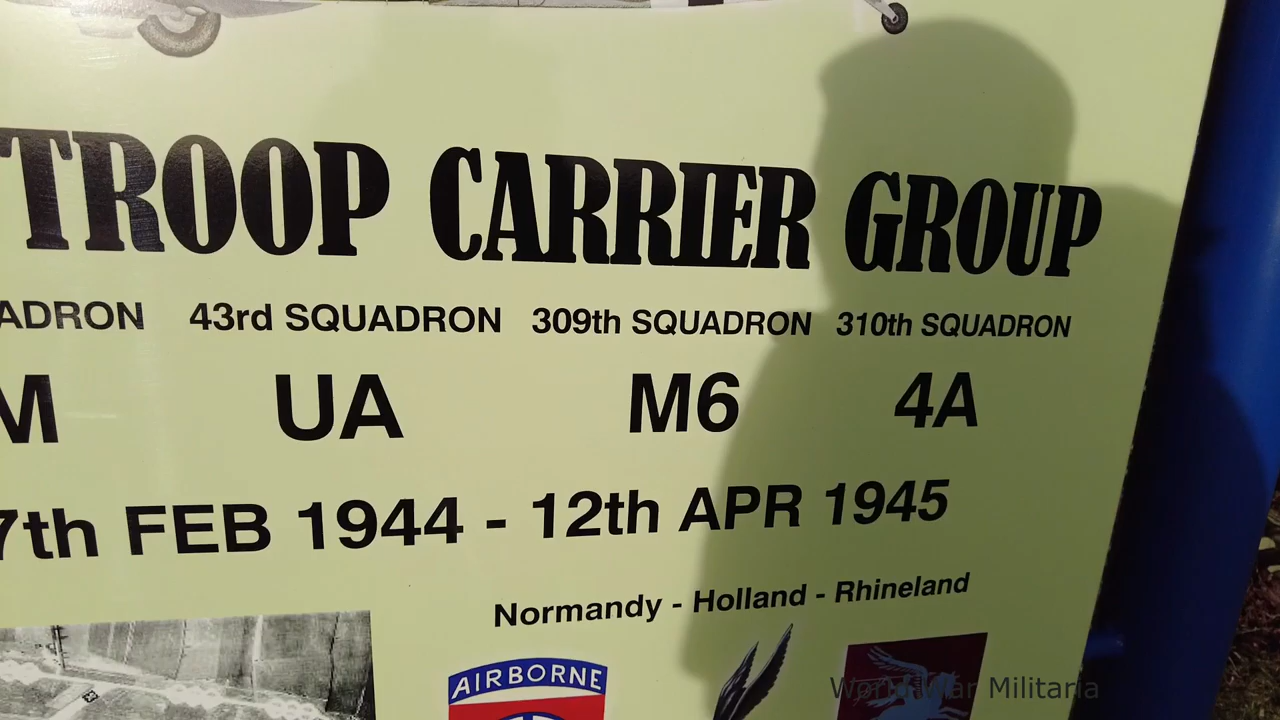 TROOP CARRIER GROUP
ADRON 43rd SQUADRON 309th SQUADRON 310th SQUADRON
M UA M6 4A
7th FEB 1944 - 12th APR 1945
Normandy - Holland - Rhineland
AIRBORNE
World War Militaria